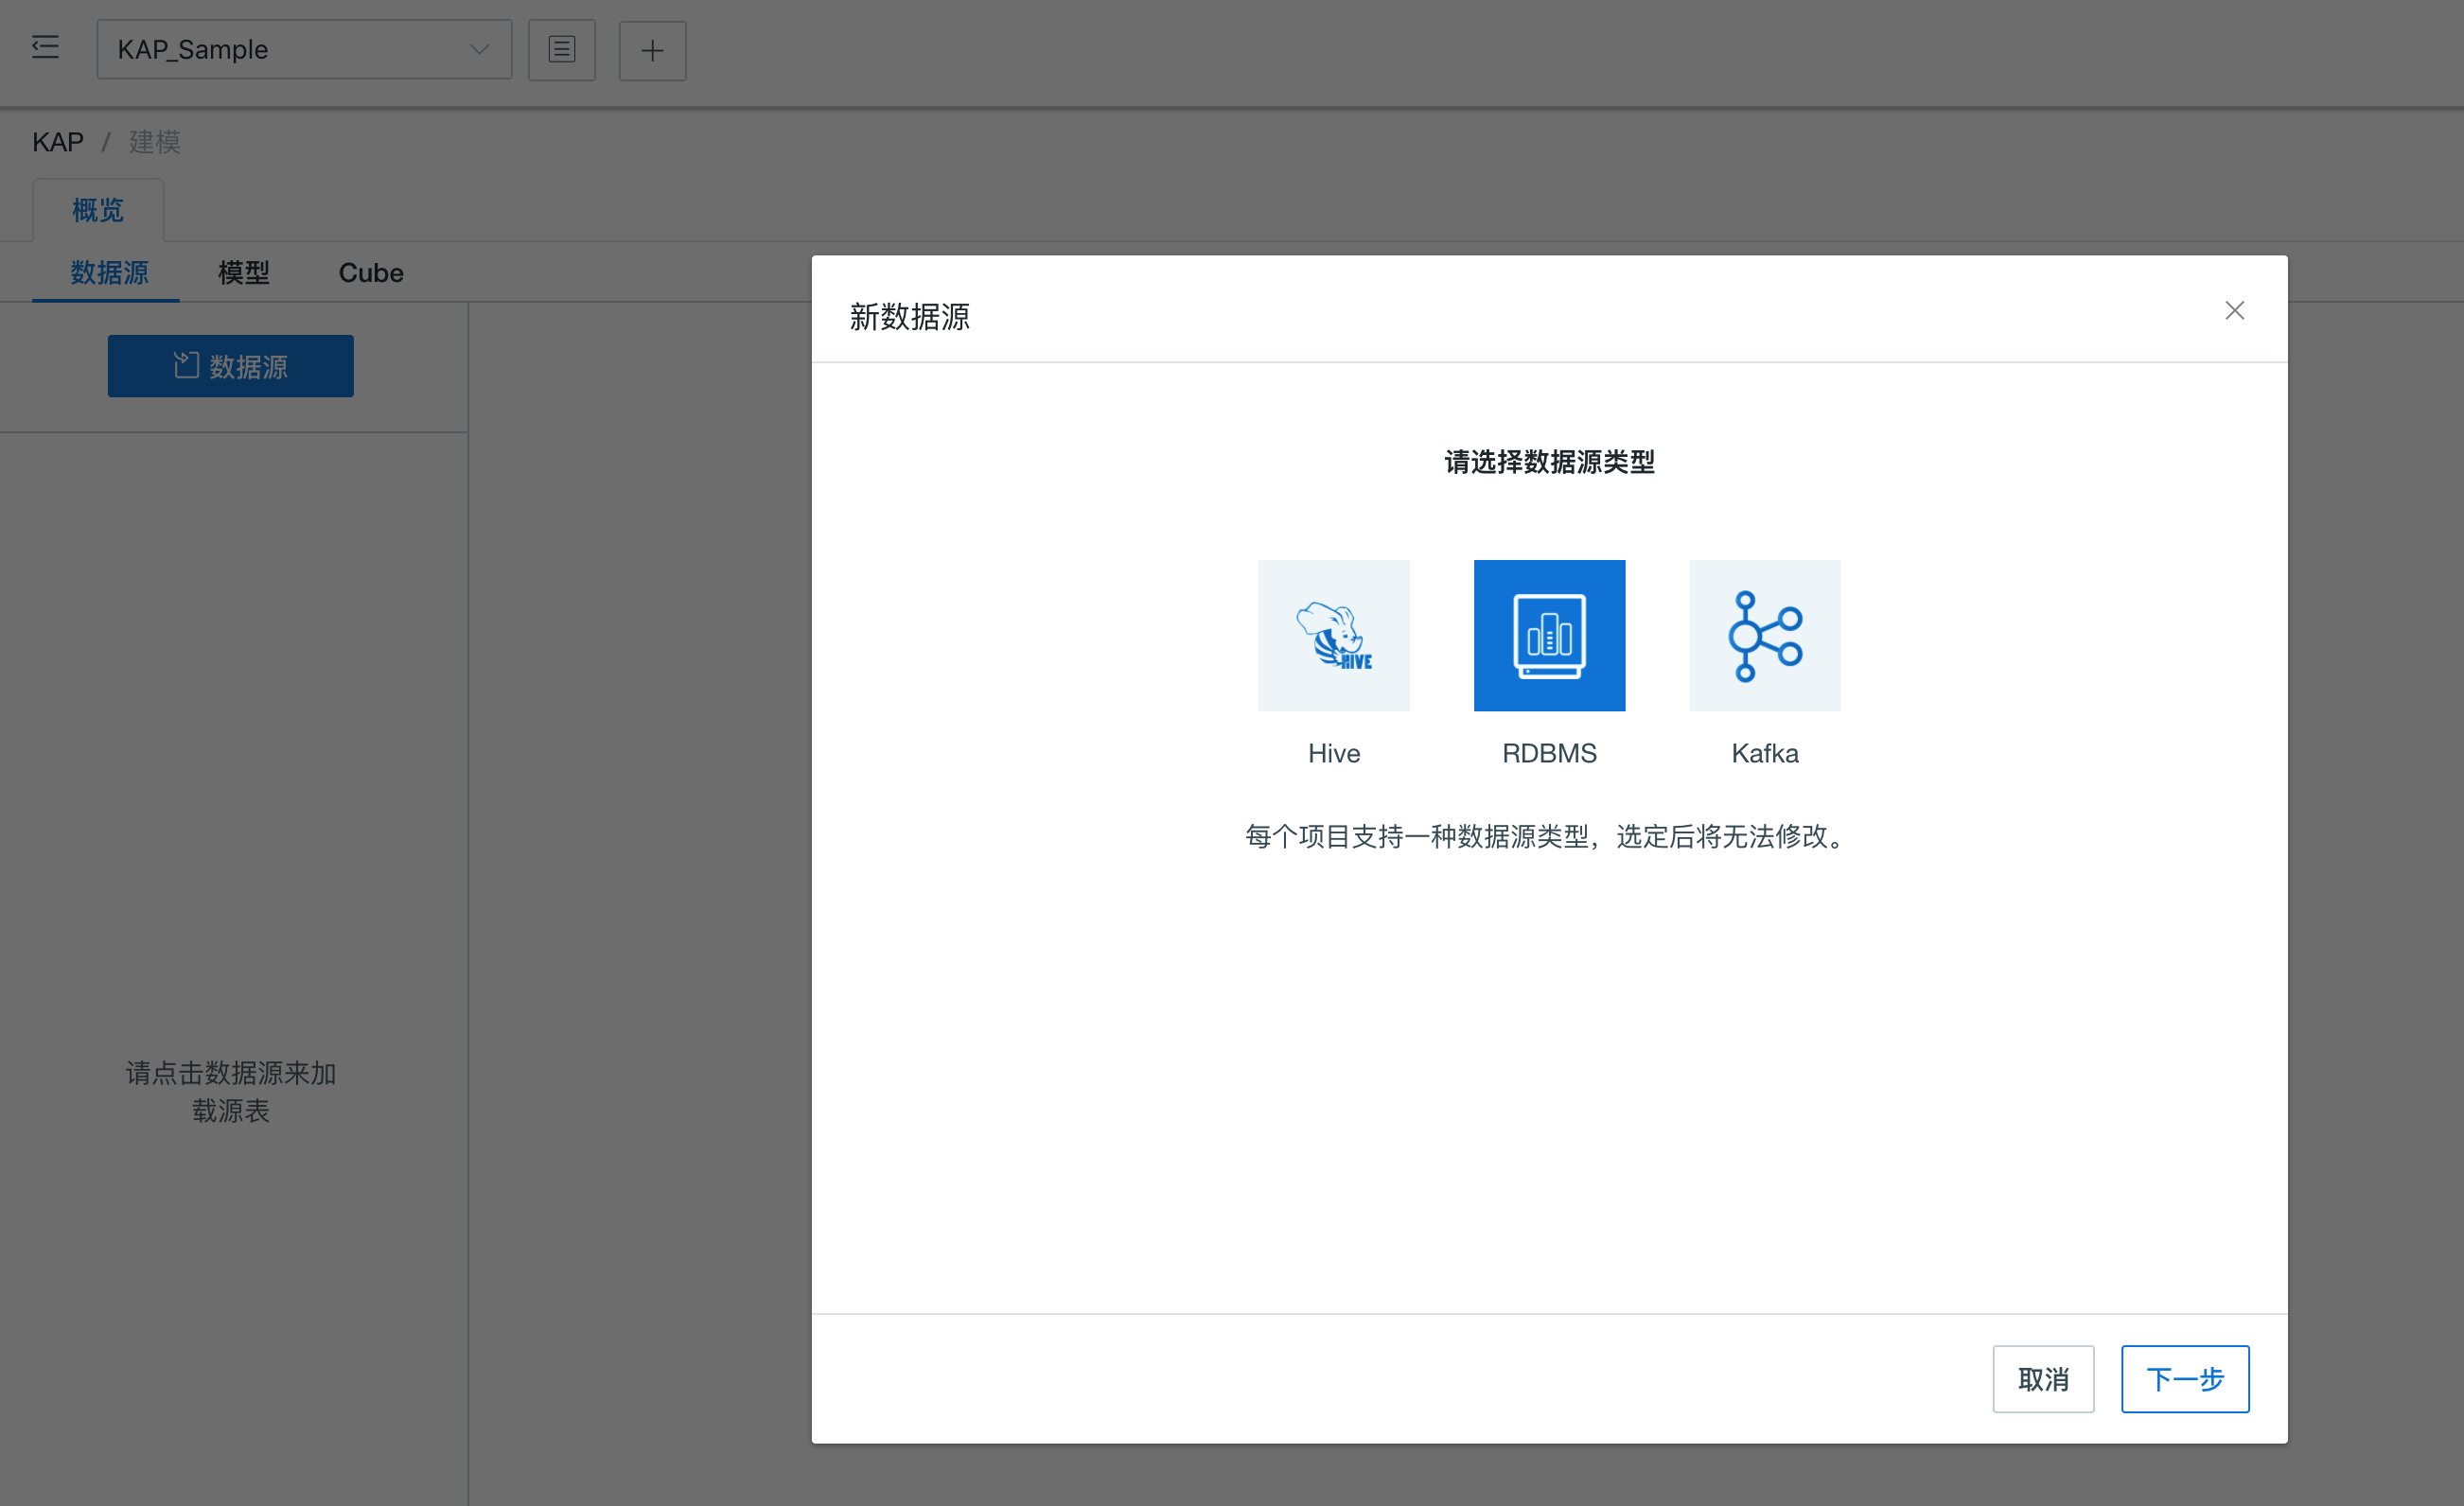 KAP_Sample
KAP / 建模
概览
数据源 模型 Cube
数据源
请点击数据源来加
载源表
新数据源
请选择数据源类型
HIVE
Hive RDBMS Kafka
每个项目支持一种数据源类型，选定后将无法修改。
取消 下一步